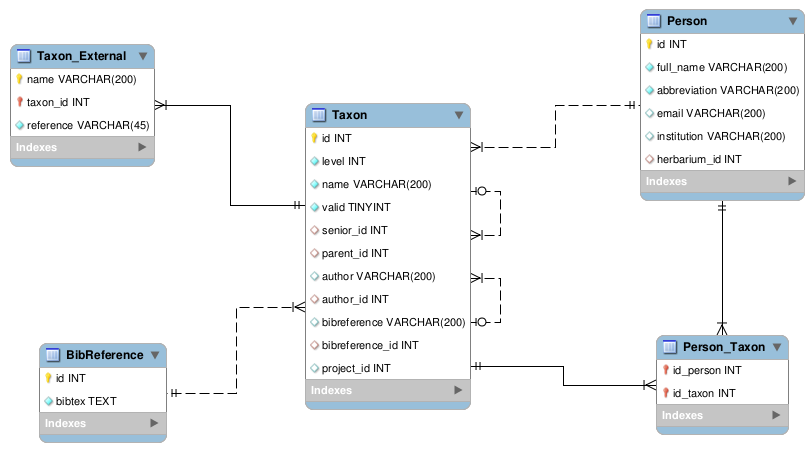 Taxon_External
name VARCHAR(200)
taxon_id INT
reference VARCHAR(45)
Indexes
Person
id INT
full_name VARCHAR(200)
abbreviation VARCHAR(200)
email VARCHAR(200)
institution VARCHAR(200)
herbarium_id INT
Indexes
Taxon
id INT
level INT
name VARCHAR(200)
valid TINYINT
senior_id INT
parent_id INT
author VARCHAR(200)
author_id INT
bibreference VARCHAR(200)
bibreference_id INT
project_id INT
Indexes
BibReference
id INT
bibtex TEXT
Indexes
Person_Taxon
id_person INT
id_taxon INT
Indexes